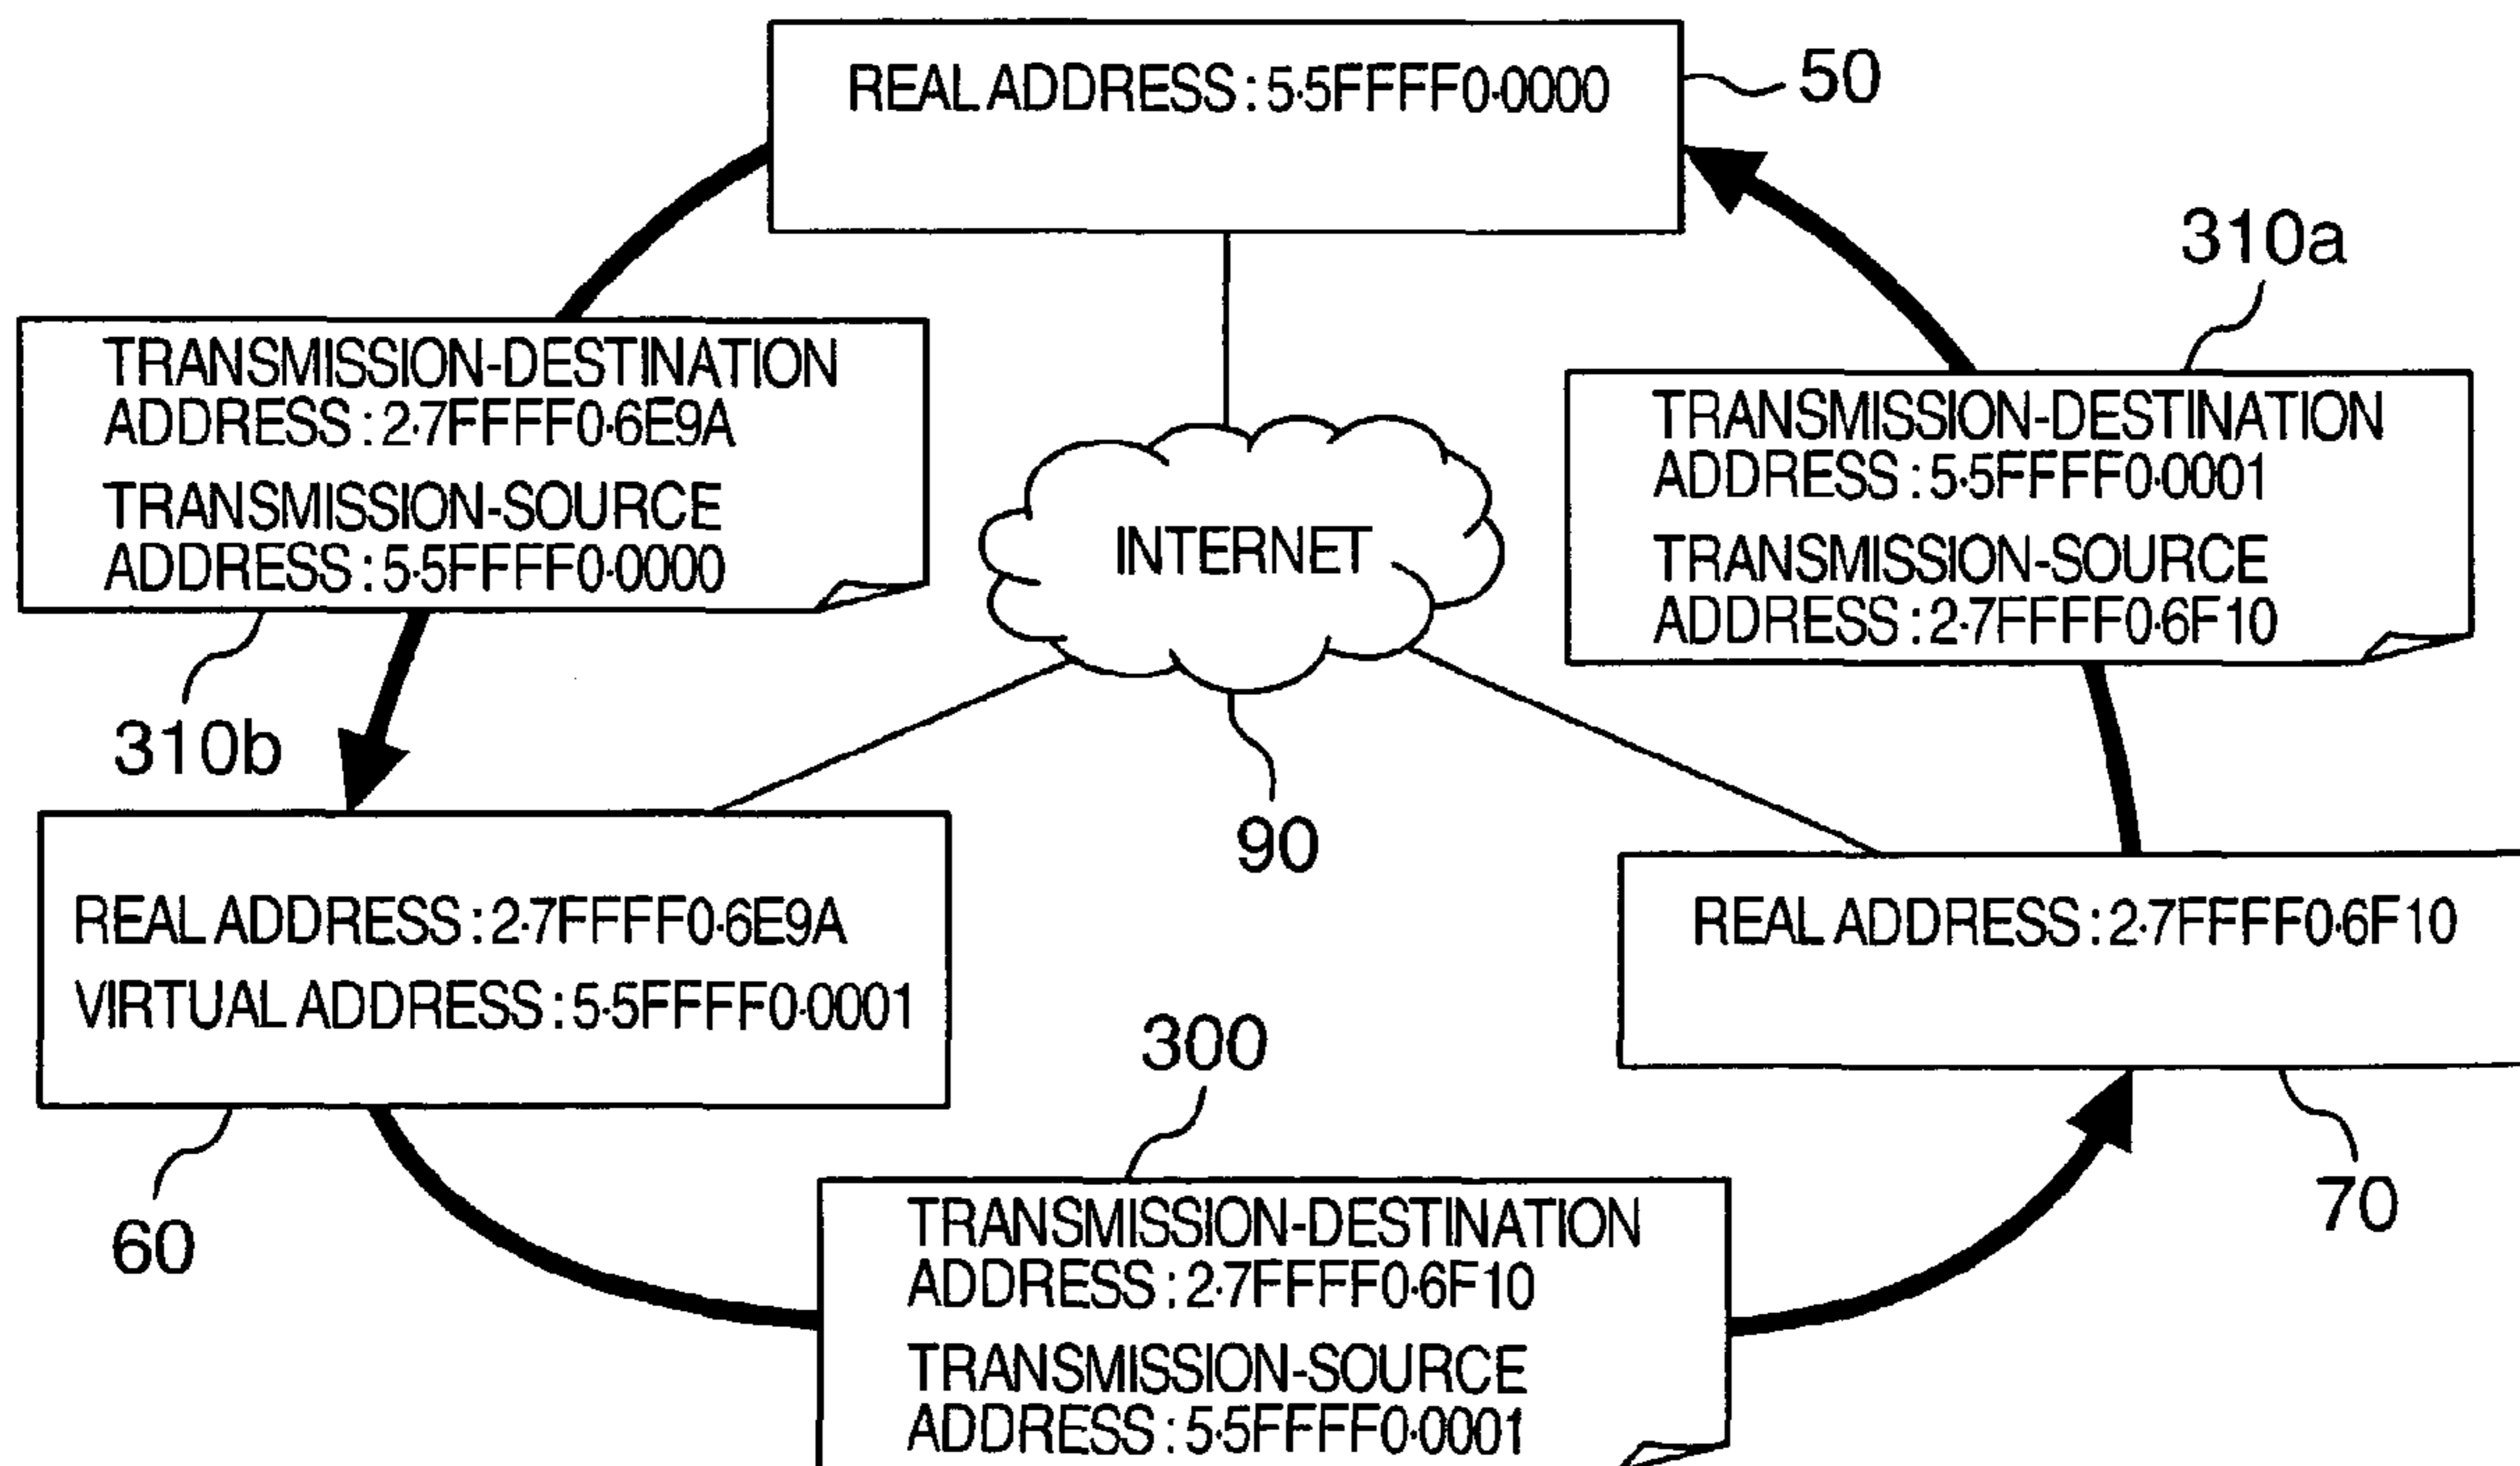 REAL ADDRESS : 5·5FFFF0·0000
50
310a
TRANSMISSION-DESTINATION
ADDRESS : 2·7FFFF0·6E9A
TRANSMISSION-SOURCE
ADDRESS : 5·5FFFF0·0000
TRANSMISSION-DESTINATION
ADDRESS : 5·5FFFF0·0001
TRANSMISSION-SOURCE
ADDRESS : 2·7FFFF0·6F10
INTERNET
310b
90
REAL ADDRESS : 2·7FFFF0·6E9A
VIRTUAL ADDRESS : 5·5FFFF0·0001
REAL ADDRESS : 2·7FFFF0·6F10
300
60
70
TRANSMISSION-DESTINATION
ADDRESS : 2·7FFFF0·6F10
TRANSMISSION-SOURCE
ADDRESS : 5·5FFFF0·0001